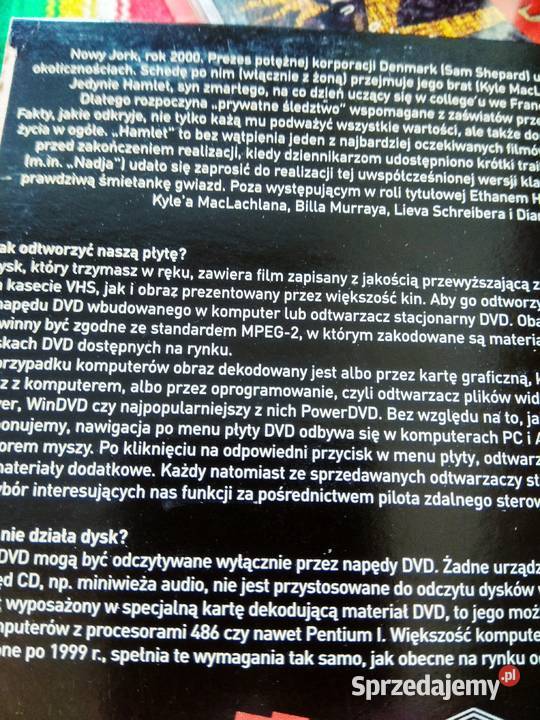 Nowy Jork, rok 2000. Prezes potężnej korporacji Denmark (Sam Shepard) u
okolicznościach. Schedę po nim (włącznie z żoną) przejmuje jego brat (Kyle MacL
Jedynie Hamlet, syn zmarłego, na co dzień uczący się w college'u we Franc
Dlatego rozpoczyna „prywatne śledztwo" wspomagane z zaświatów przez
Fakty, jakie odkryje, nie tylko każą mu podważyć wszystkie wartości, ale także do
życia w ogóle. „Hamlet" to bez wątpienia jeden z najbardziej oczekiwanych filmów
przed zakończeniem realizacji, kiedy dziennikarzom udostępniono krótki trai
(m.in. „Nadja") udało się zaprosić do realizacji tej uwspółcześnionej wersji kla
prawdziwą śmietankę gwiazd. Poza występującym w roli tytułowej Ethanem H
Kyle'a MacLachlana, Billa Murraya, Lieva Schreibera i Dian
ak odtworzyć naszą płytę?
ysk, który trzymasz w ręku, zawiera film zapisany z jakością przewyższającą z
a kasecie VHS, jak i obraz prezentowany przez większość kin. Aby go odtworzy
napędu DVD wbudowanego w komputer lub odtwarzacz stacjonarny DVD. Oba
winny być zgodne ze standardem MPEG-2, w którym zakodowane są materia
skach DVD dostępnych na rynku.
przypadku komputerów obraz dekodowany jest albo przez kartę graficzną, k
z z komputerem, albo przez oprogramowanie, czyli odtwarzacz plików wid
yer, WinDVD czy najpopularniejszy z nich PowerDVD. Bez względu na to, ja
ponujemy, nawigacja po menu płyty DVD odbywa się w komputerach PC i A
orem myszy. Po kliknięciu na odpowiedni przycisk w menu płyty, odtwarz
materiały dodatkowe. Każdy natomiast ze sprzedawanych odtwarzaczy st
ybór interesujących nas funkcji za pośrednictwem pilota zdalnego sterow
nie działa dysk?
DVD mogą być odczytywane wyłącznie przez napędy DVD. Żadne urządz
ęd CD, np. miniwieża audio, nie jest przystosowane do odczytu dysków
wyposażony w specjalną kartę dekodującą materiał DVD, to jego moż
mputerów z procesorami 486 czy nawet Pentium I. Większość kompute
one po 1999 r., spełnia te wymagania tak samo, jak obecne na rynku o
Sprzedajemy.pl